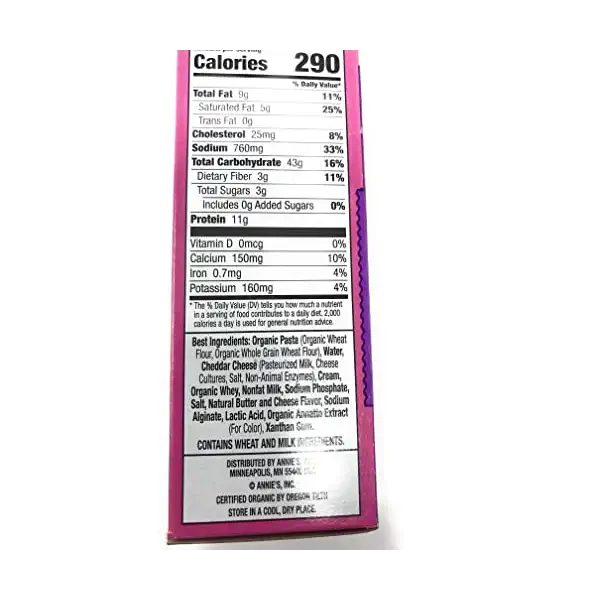 Calories 290
% Daily Value*
Total Fat 9g 11%
Saturated Fat 5g 25%
Trans Fat 0g
Cholesterol 25mg 8%
Sodium 760mg 33%
Total Carbohydrate 43g 16%
Dietary Fiber 3g 11%
Total Sugars 3g
Includes 0g Added Sugars 0%
Protein 11g
Vitamin D 0mcg 0%
Calcium 150mg 10%
Iron 0.7mg 4%
Potassium 160mg 4%
* The % Daily Value (DV) tells you how much a nutrient
in a serving of food contributes to a daily diet. 2,000
calories a day is used for general nutrition advice.
Best Ingredients: Organic Pasta (Organic Wheat
Flour, Organic Whole Grain Wheat Flour), Water,
Cheddar Cheese (Pasteurized Milk, Cheese
Cultures, Salt, Non-Animal Enzymes), Cream,
Organic Whey, Nonfat Milk, Sodium Phosphate,
Salt, Natural Butter and Cheese Flavor, Sodium
Alginate, Lactic Acid, Organic Annatto Extract
(For Color), Xanthan Gum.
CONTAINS WHEAT AND MILK INGREDIENTS.
DISTRIBUTED BY ANNIE'S,
MINNEAPOLIS, MN
© ANNIE'S, INC.
CERTIFIED ORGANIC BY OREGON TILTH
STORE IN A COOL, DRY PLACE.